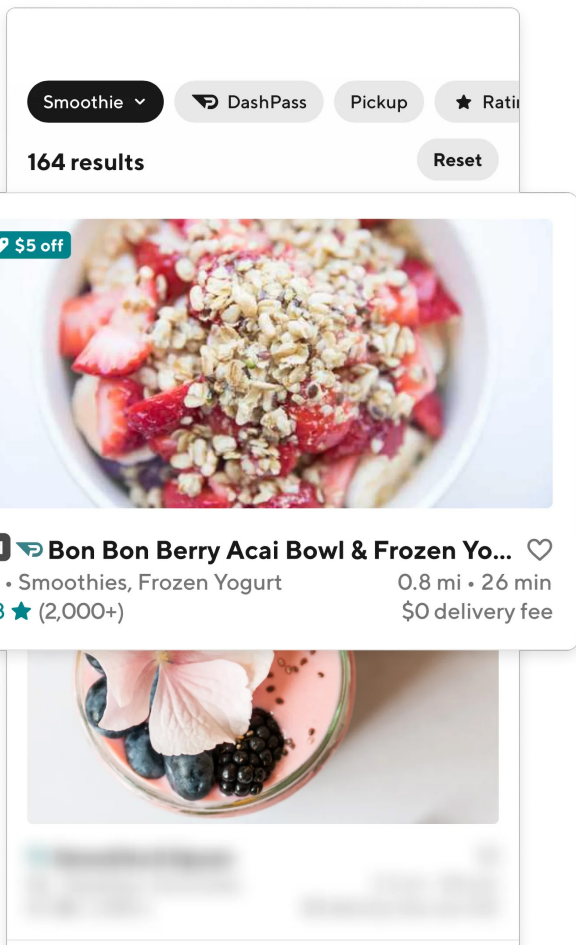 Smoothie
DashPass
Pickup
164 results
Reset
$5 off
Bon Bon Berry Acai Bowl & Frozen Yo...
• Smoothies, Frozen Yogurt
0.8 mi • 26 min
(2,000+)
$0 delivery fee